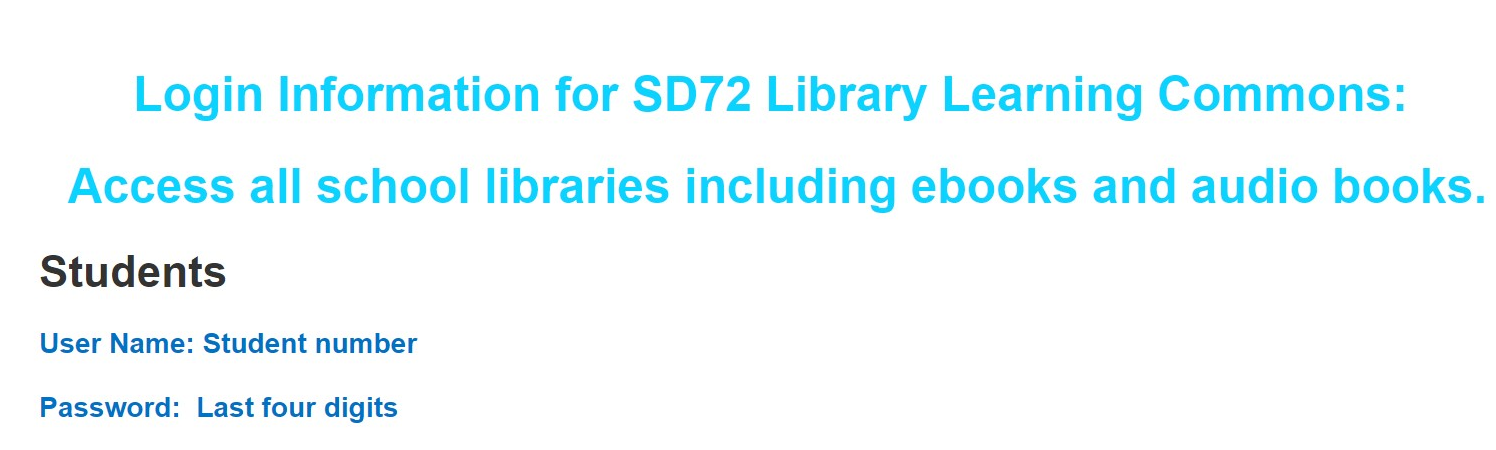 Login Information for SD72 Library Learning Commons:
Access all school libraries including ebooks and audio books.
Students
User Name: Student number
Password:  Last four digits